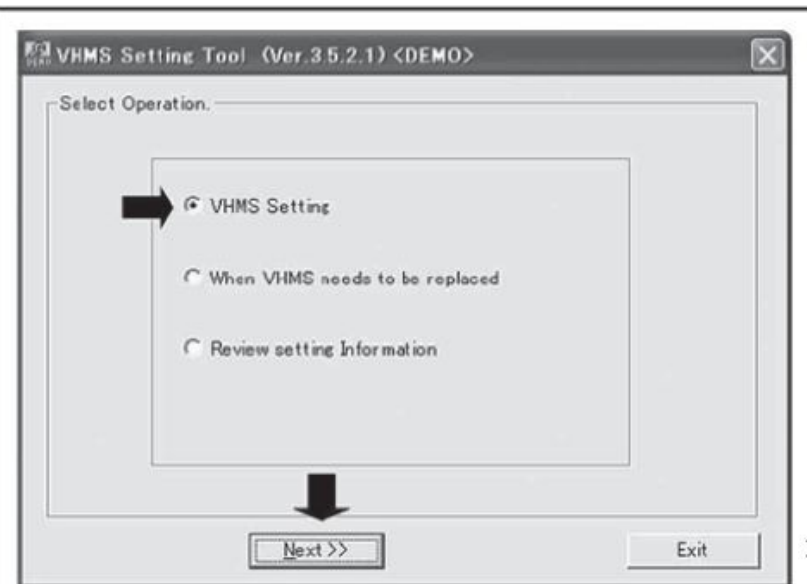 VHMS Setting Tool (Ver.3.5.2.1) <DEMO>
Select Operation.
VHMS Setting
When VHMS needs to be replaced
Review setting Information
Next >>
Exit